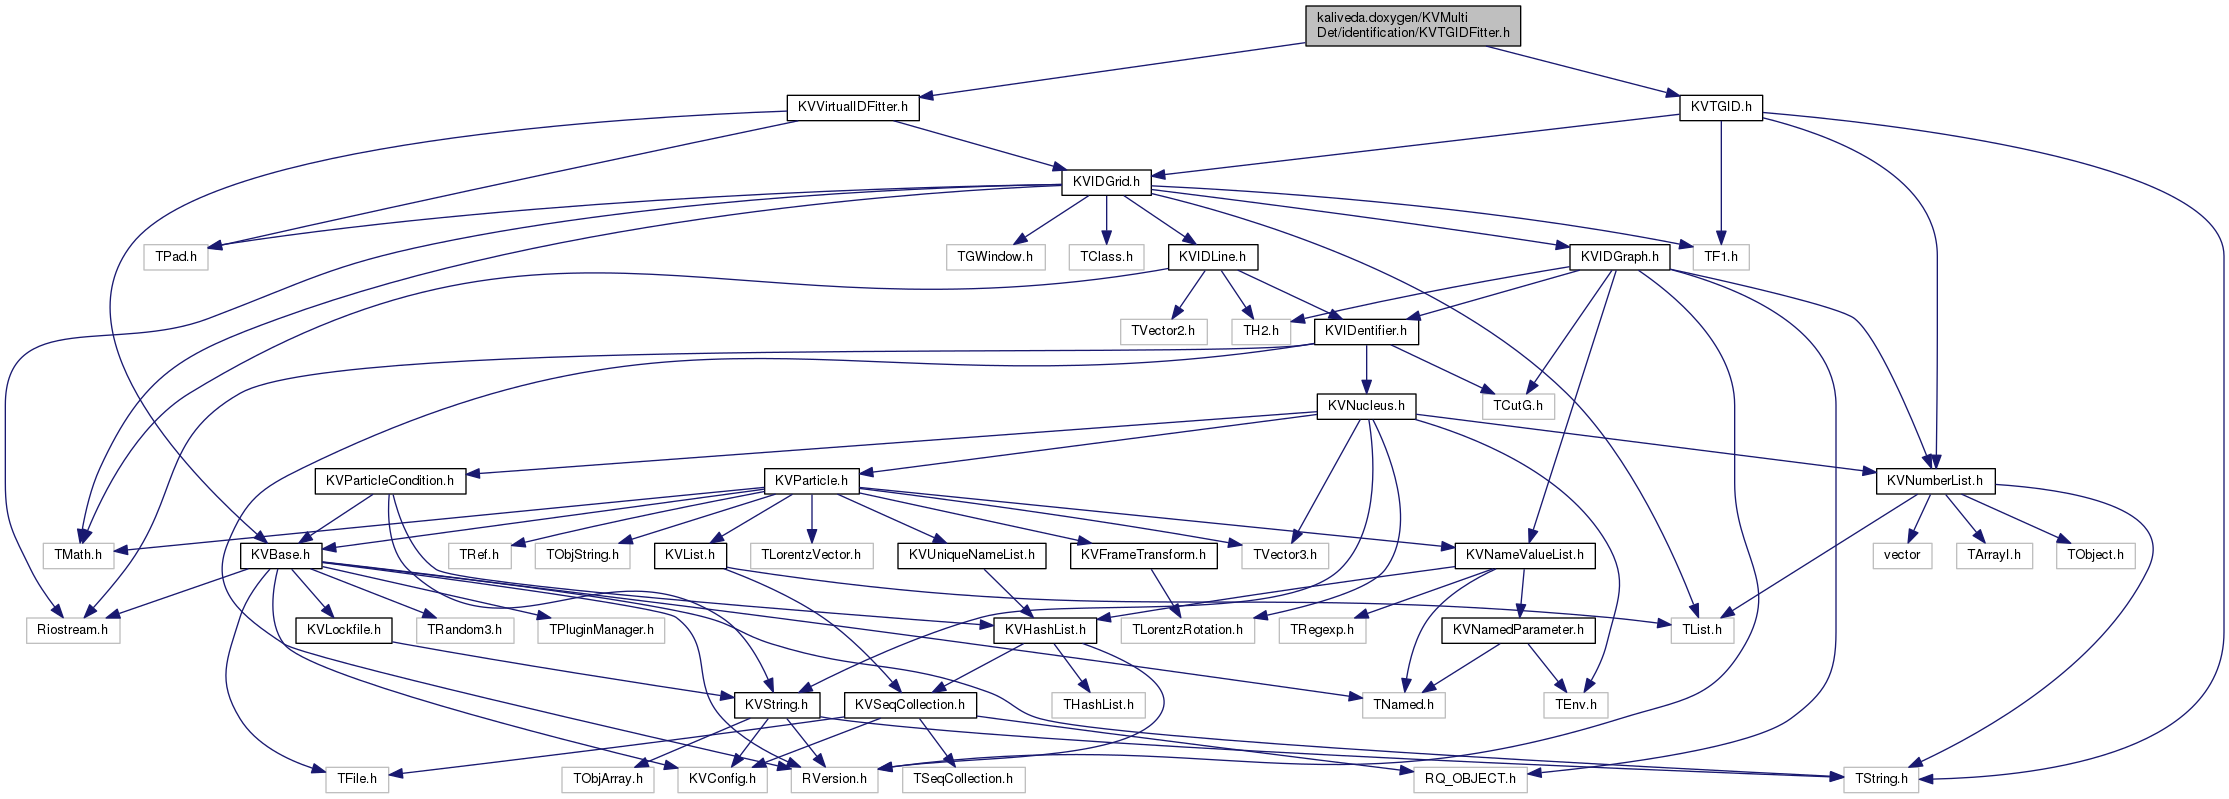 kaliveda.doxygen/KVMulti
Det/identification/KVTGIDFitter.h
KVVirtualIDFitter.h
KVTGID.h
KVIDGrid.h
TPad.h
TGWindow.h
TClass.h
KVIDLine.h
KVIDGraph.h
TF1.h
TVector2.h
TH2.h
KVIDentifier.h
KVNucleus.h
TCutG.h
KVParticleCondition.h
KVParticle.h
KVNumberList.h
TMath.h
KVBase.h
TRef.h
TObjString.h
KVList.h
TLorentzVector.h
KVUniqueNameList.h
KVFrameTransform.h
TVector3.h
KVNameValueList.h
vector
TArrayI.h
TObject.h
Riostream.h
KVLockfile.h
TRandom3.h
TPluginManager.h
KVHashList.h
TLorentzRotation.h
TRegexp.h
KVNamedParameter.h
TList.h
KVString.h
KVSeqCollection.h
THashList.h
TNamed.h
TEnv.h
TFile.h
TObjArray.h
KVConfig.h
RVersion.h
TSeqCollection.h
RQ_OBJECT.h
TString.h